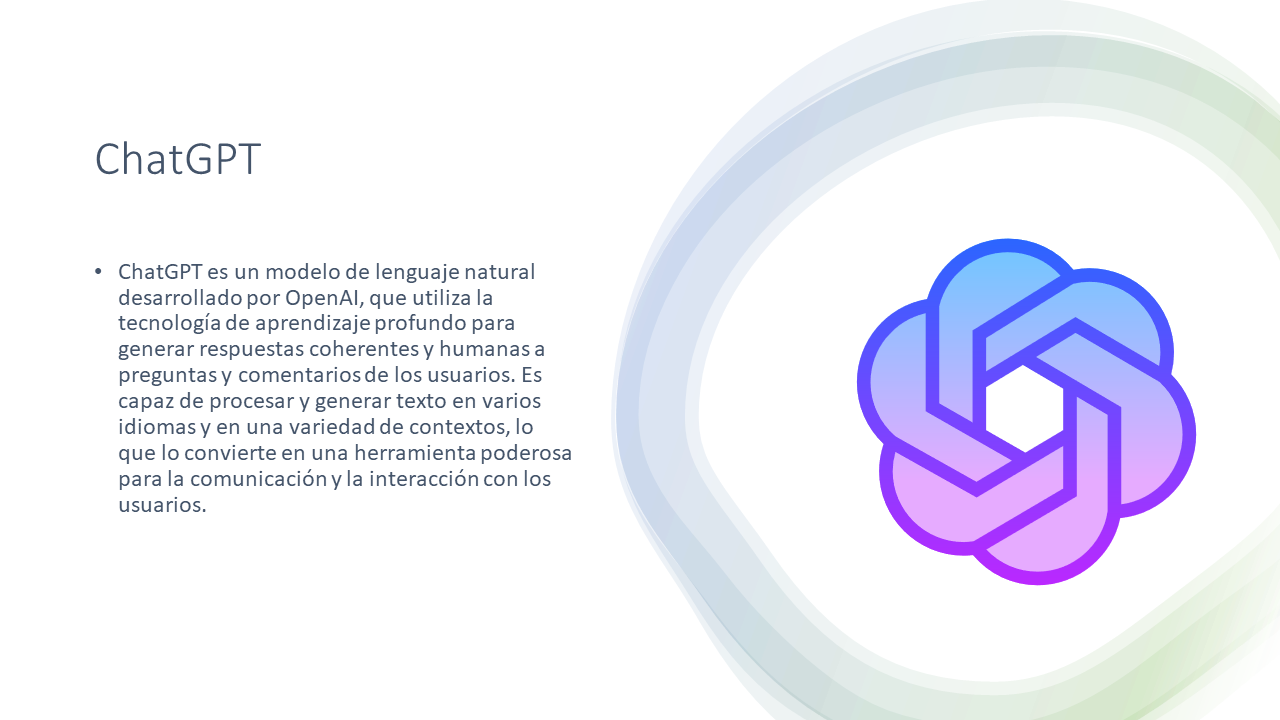 ChatGPT
• ChatGPT es un modelo de lenguaje natural
desarrollado por OpenAI, que utiliza la
tecnología de aprendizaje profundo para
generar respuestas coherentes y humanas a
preguntas y comentarios de los usuarios. Es
capaz de procesar y generar texto en varios
idiomas y en una variedad de contextos, lo
que lo convierte en una herramienta poderosa
para la comunicación y la interacción con los
usuarios.